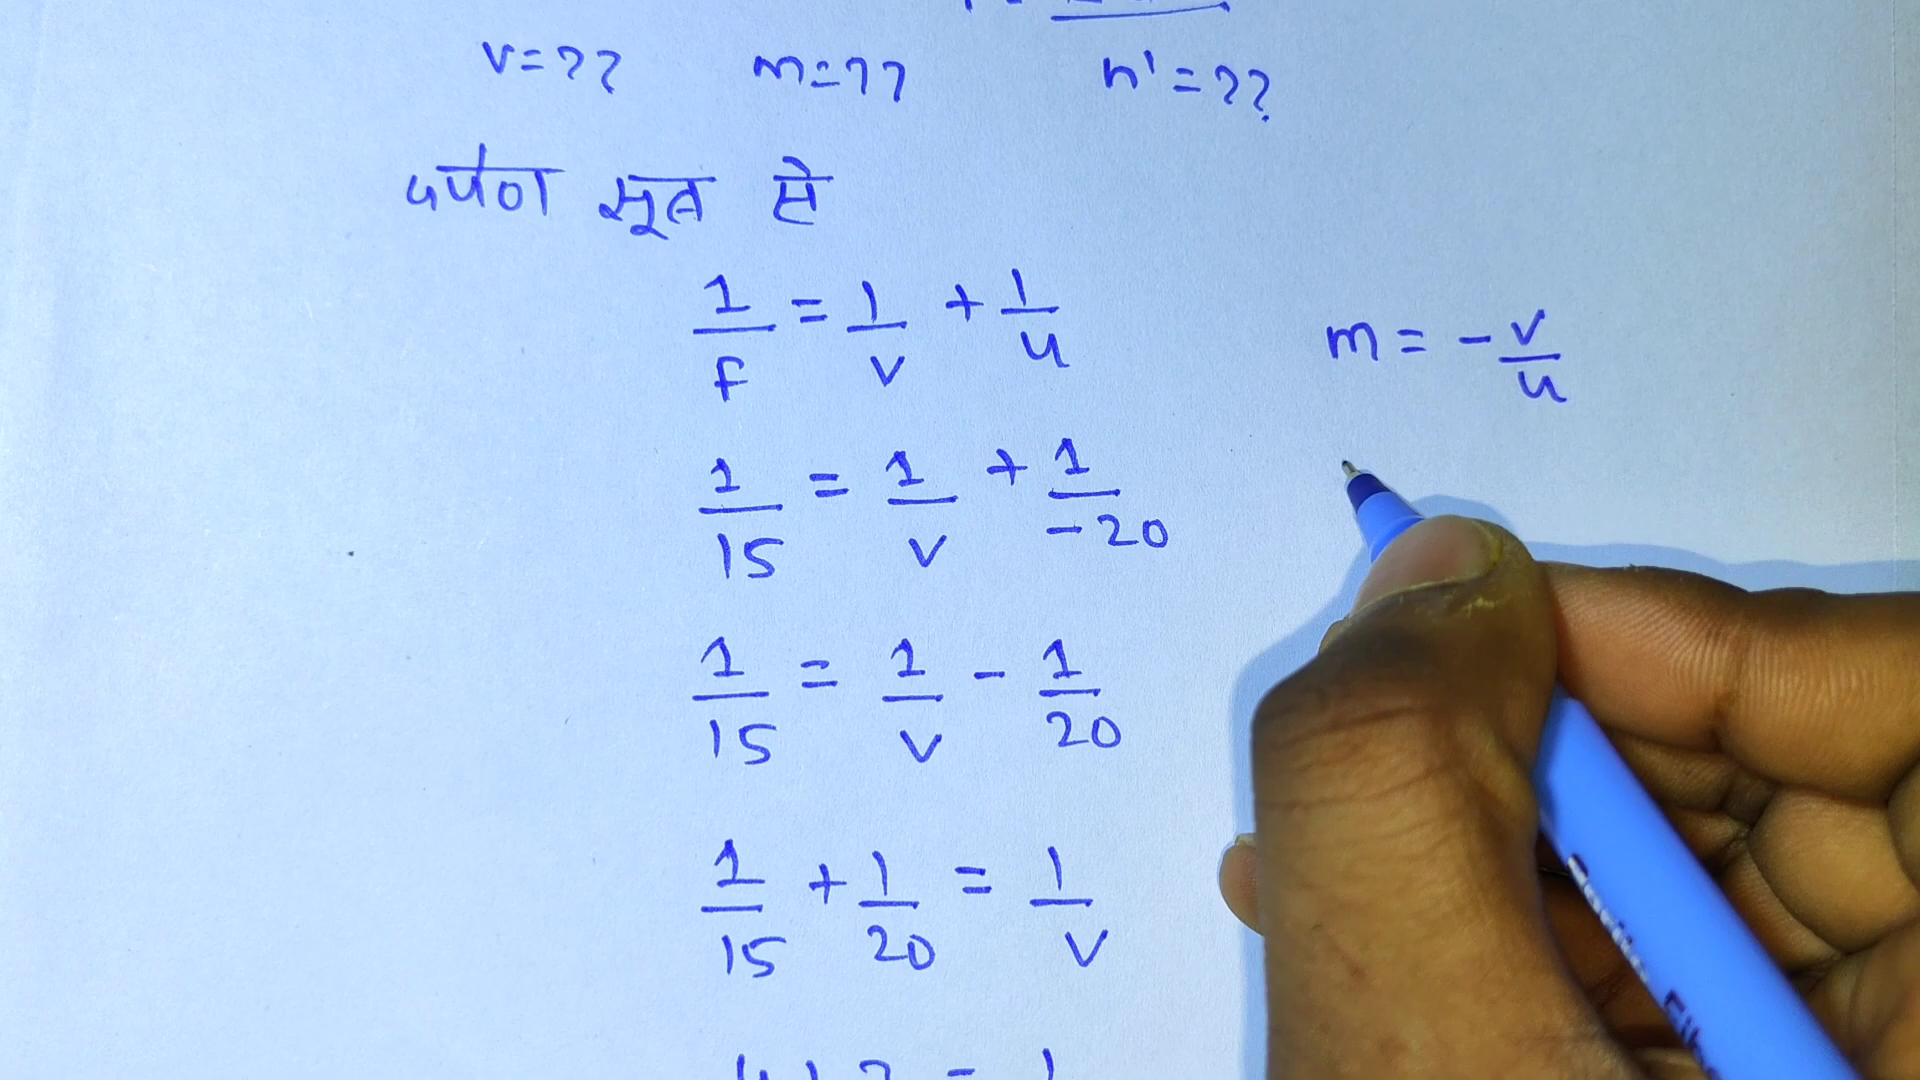 v=?? m=?? h'=??
दर्पण सूत्र से
1/f = 1/v + 1/u
m = -v/u
1/15 = 1/v + 1/-20
1/15 = 1/v - 1/20
1/15 + 1/20 = 1/v